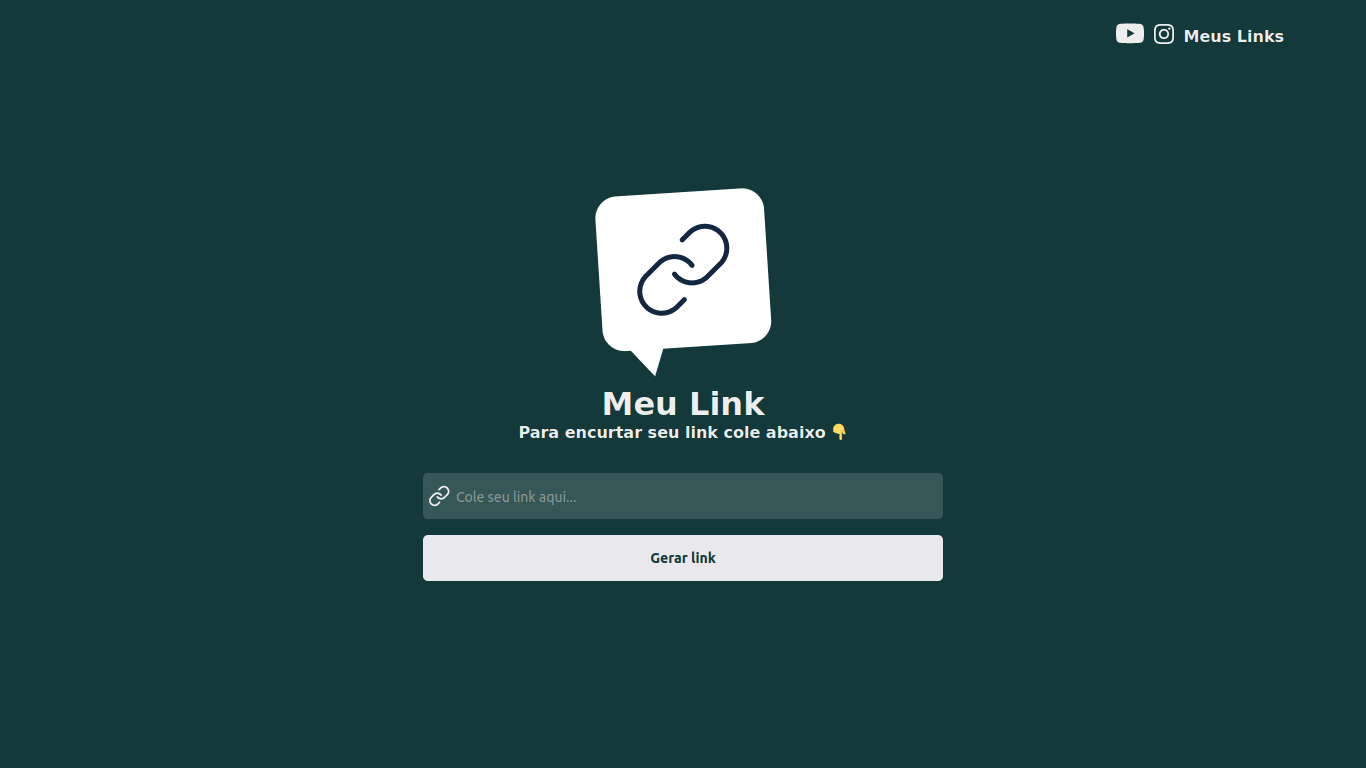 Meus Links
Meu Link
Para encurtar seu link cole abaixo 👇
Cole seu link aqui...
Gerar link